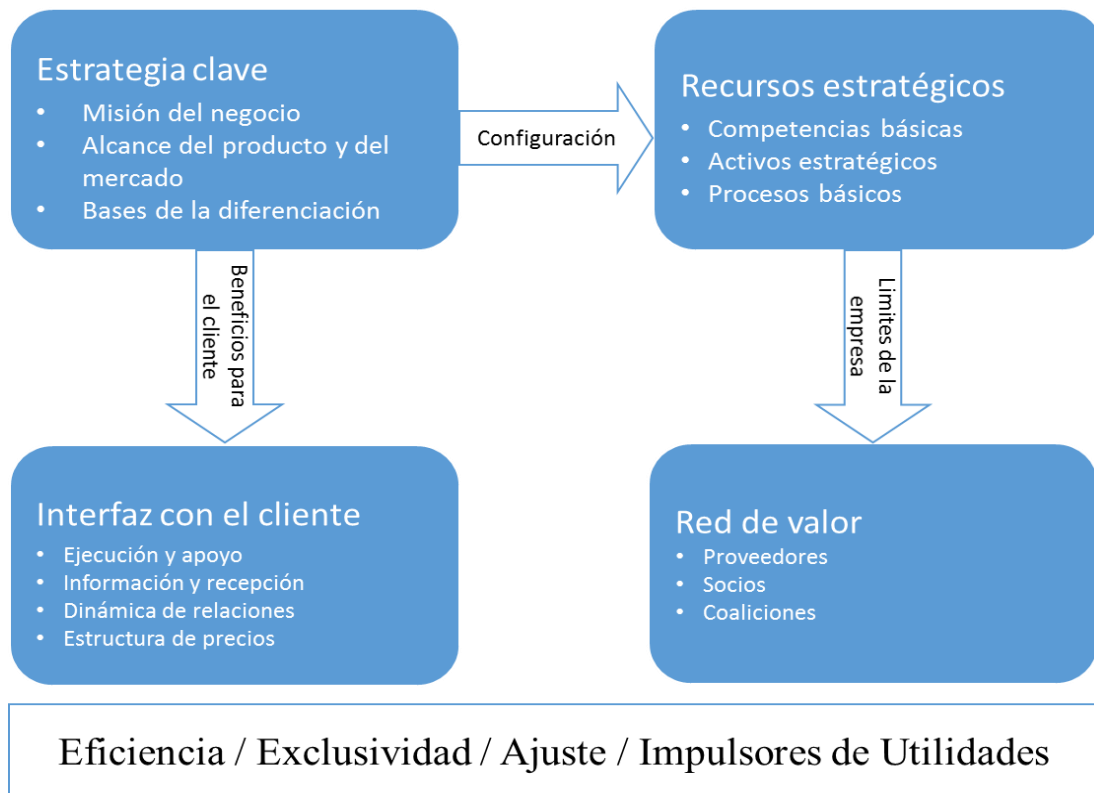 Estrategia clave
• Misión del negocio
• Alcance del producto y del
mercado
• Bases de la diferenciación
Configuración
Recursos estratégicos
• Competencias básicas
• Activos estratégicos
• Procesos básicos
Beneficios para
el cliente
Limites de la
empresa
Interfaz con el cliente
• Ejecución y apoyo
• Información y recepción
• Dinámica de relaciones
• Estructura de precios
Red de valor
• Proveedores
• Socios
• Coaliciones
Eficiencia / Exclusividad / Ajuste / Impulsores de Utilidades